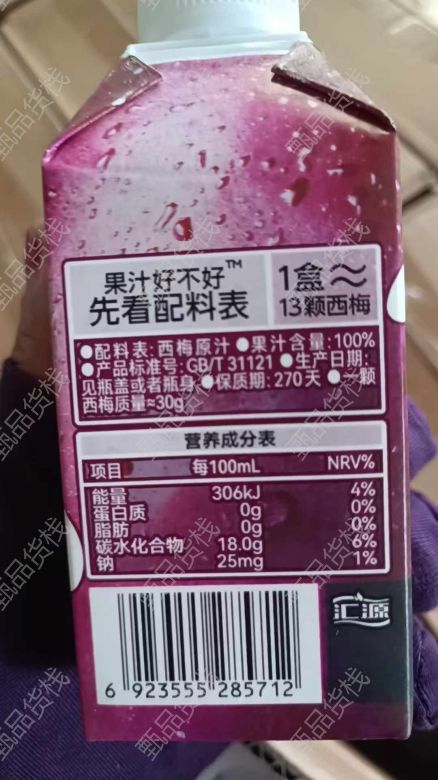 果汁好不好™
先看配料表
1盒≈
13颗西梅
●配料表:西梅原汁 ●果汁含量:100%
●产品标准号:GB/T 31121 ●生产日期:
见瓶盖或者瓶身 ●保质期:270天 ●一颗
西梅质量≈30g
营养成分表
项目 每100mL NRV%
能量 306kJ 4%
蛋白质 0g 0%
脂肪 0g 0%
碳水化合物 18.0g 6%
钠 25mg 1%
汇源
6 923555 285712
甄品货栈